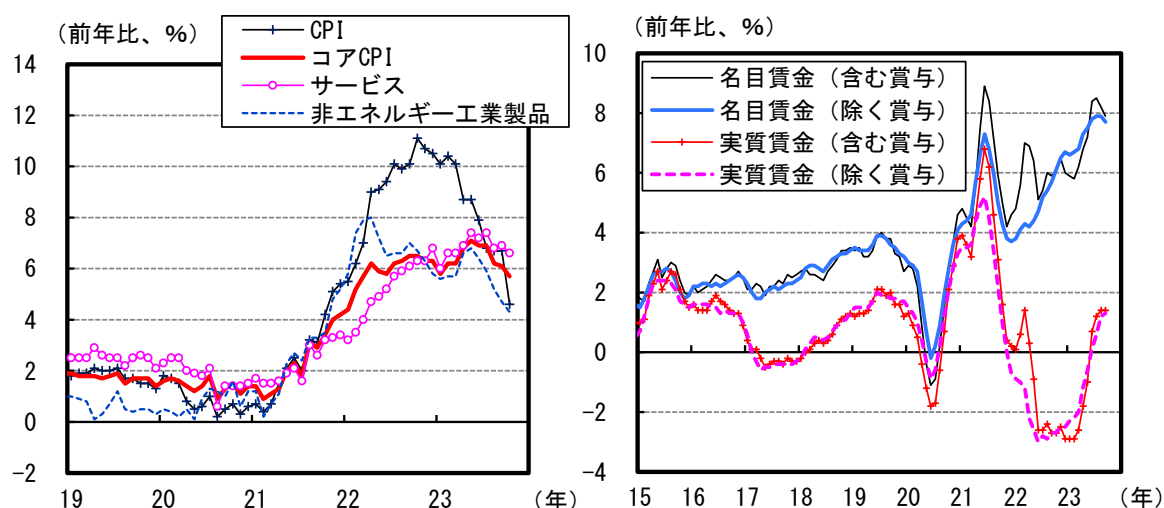 (前年比、%)
CPI
コアCPI
サービス
非エネルギー工業製品
14
12
10
8
6
4
2
0
-2
19
20
21
22
23
(年)
(前年比、%)
名目賃金（含む賞与）
名目賃金（除く賞与）
実質賃金（含む賞与）
実質賃金（除く賞与）
10
8
6
4
2
0
-2
-4
15
16
17
18
19
20
21
22
23
(年)